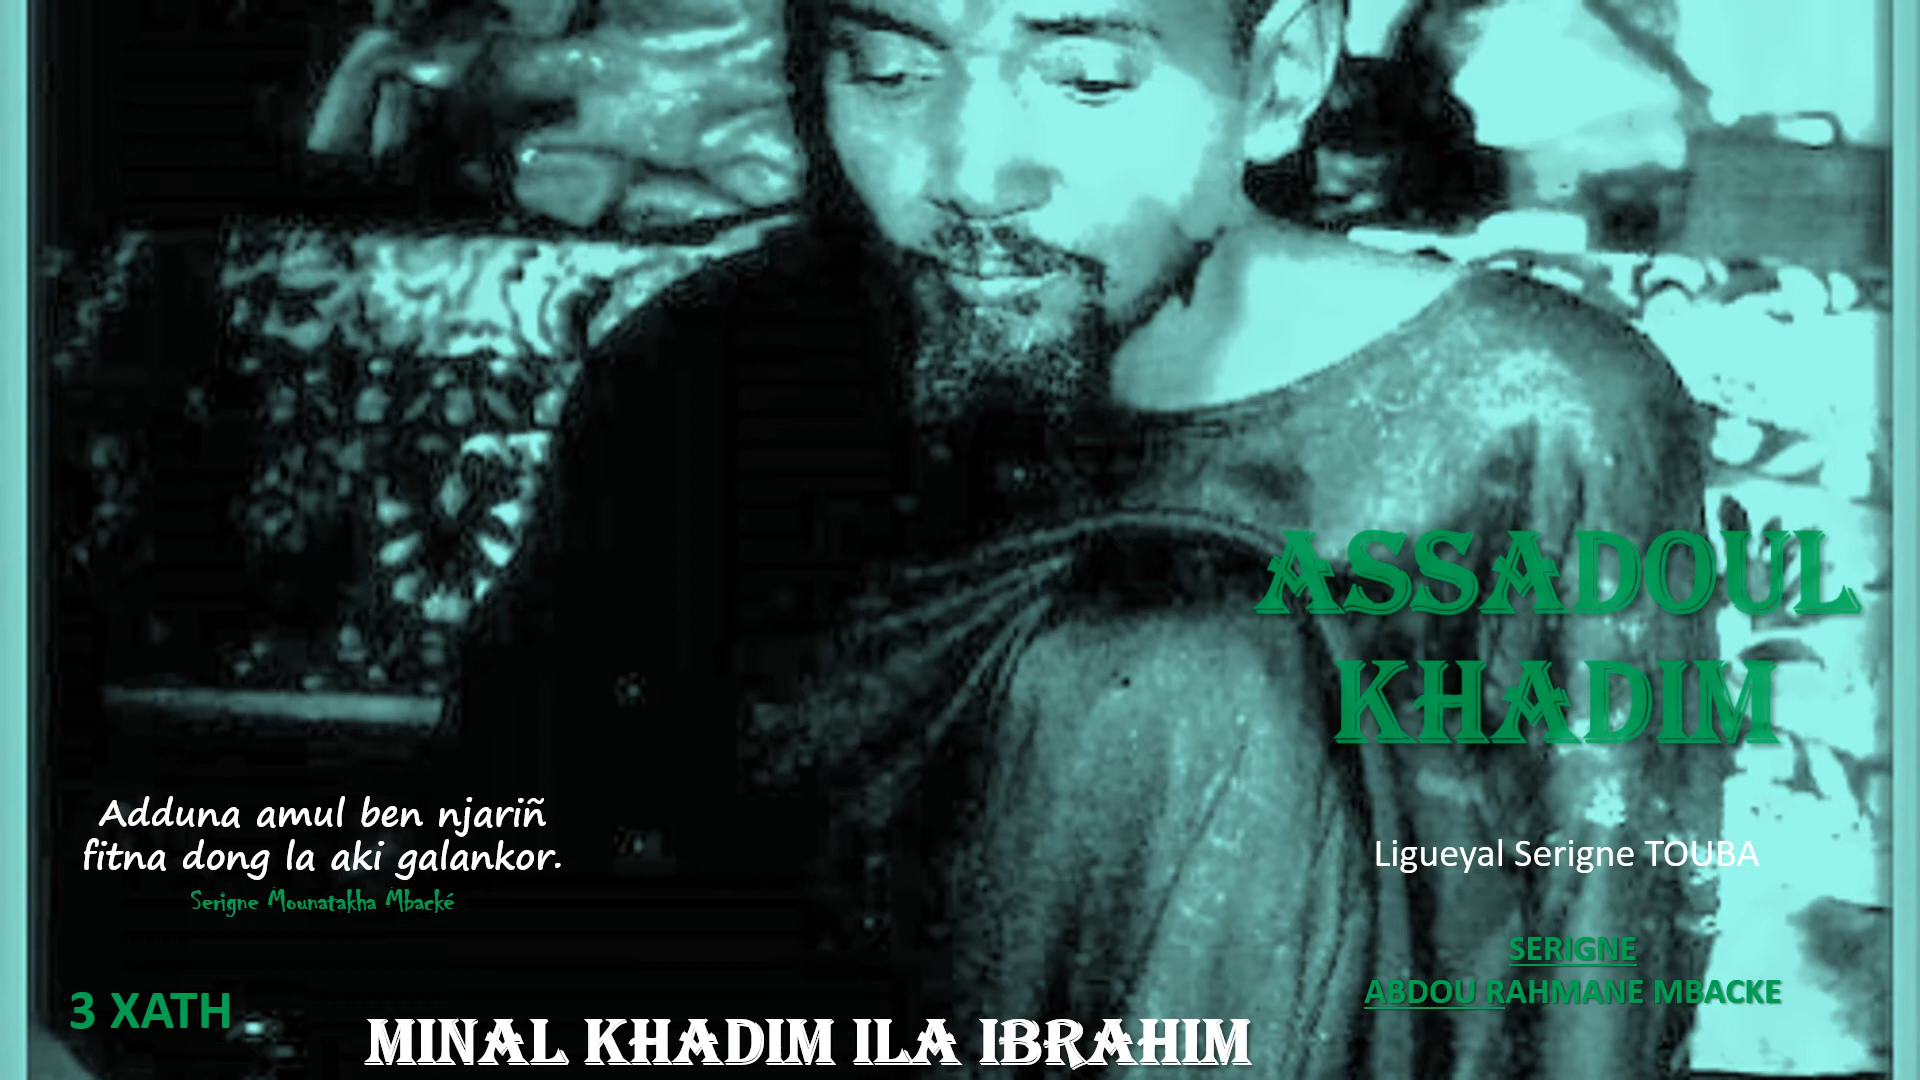 ASSADOUL
KHADIM
Adduna amul ben njariñ
fitna dong la aki galankor.
Serigne Mounatakha Mbacké
Ligueyal Serigne TOUBA
SERIGNE
ABDOU RAHMANE MBACKE
3 XATH
MINAL KHADIM ILA IBRAHIM